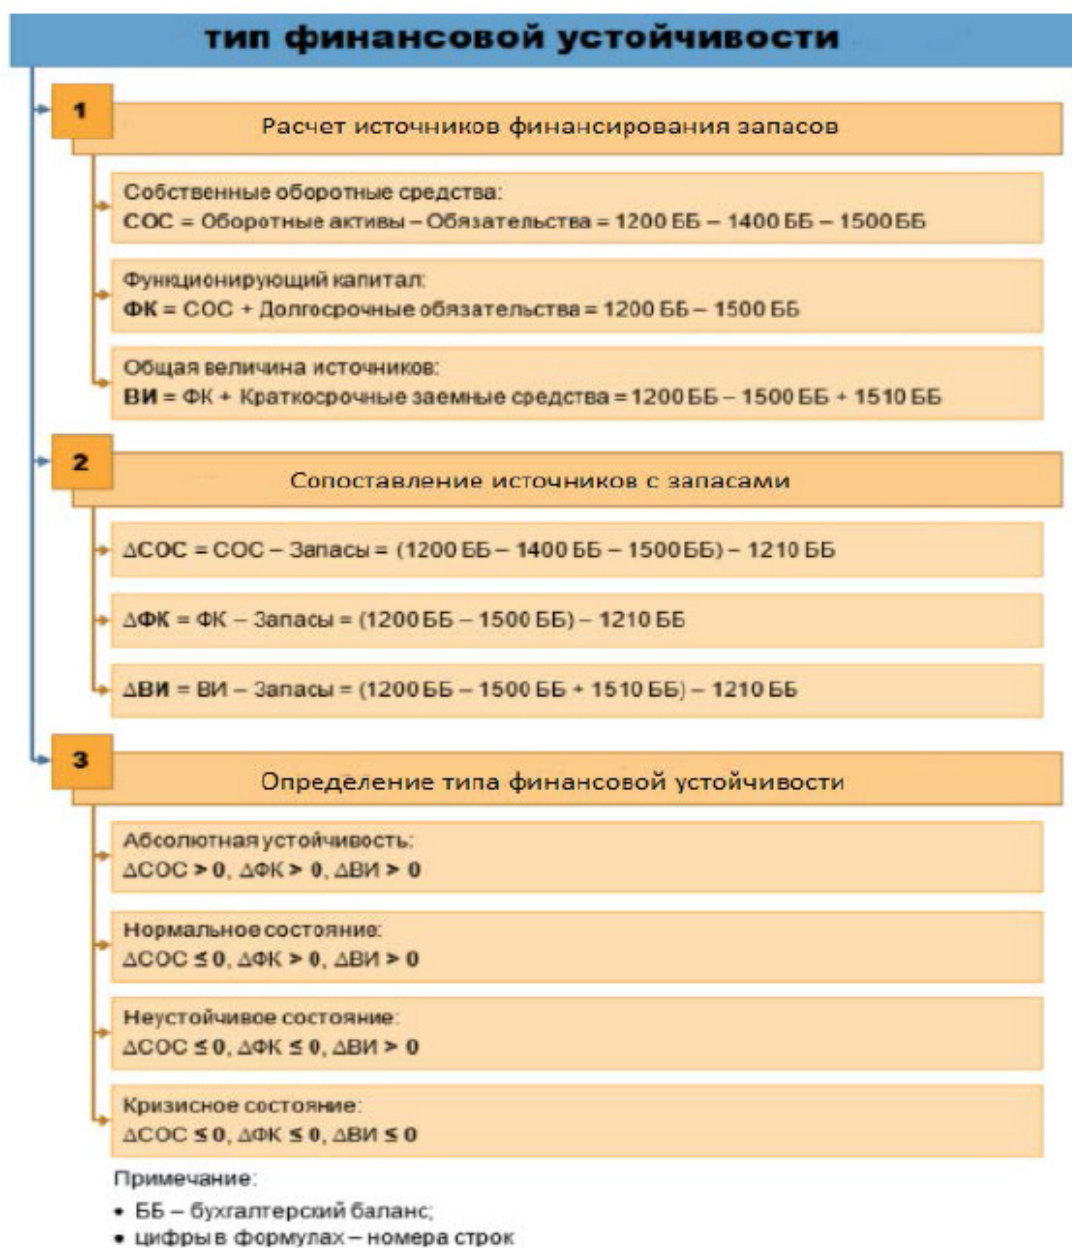 тип финансовой устойчивости
1
Расчет источников финансирования запасов
Собственные оборотные средства:
СОС = Оборотные активы – Обязательства = 1200 ББ – 1400 ББ – 1500 ББ
Функционирующий капитал:
ФК = СОС + Долгосрочные обязательства = 1200 ББ – 1500 ББ
Общая величина источников:
ВИ = ФК + Краткосрочные заемные средства = 1200 ББ – 1500 ББ + 1510 ББ
2
Сопоставление источников с запасами
ΔСОС = СОС – Запасы = (1200 ББ – 1400 ББ – 1500 ББ) – 1210 ББ
ΔФК = ФК – Запасы = (1200 ББ – 1500 ББ) – 1210 ББ
ΔВИ = ВИ – Запасы = (1200 ББ – 1500 ББ + 1510 ББ) – 1210 ББ
3
Определение типа финансовой устойчивости
Абсолютная устойчивость:
ΔСОС > 0, ΔФК > 0, ΔВИ > 0
Нормальное состояние:
ΔСОС ≤ 0, ΔФК > 0, ΔВИ > 0
Неустойчивое состояние:
ΔСОС ≤ 0, ΔФК ≤ 0, ΔВИ > 0
Кризисное состояние:
ΔСОС ≤ 0, ΔФК ≤ 0, ΔВИ ≤ 0
Примечание:
• ББ – бухгалтерский баланс;
• цифры в формулах – номера строк